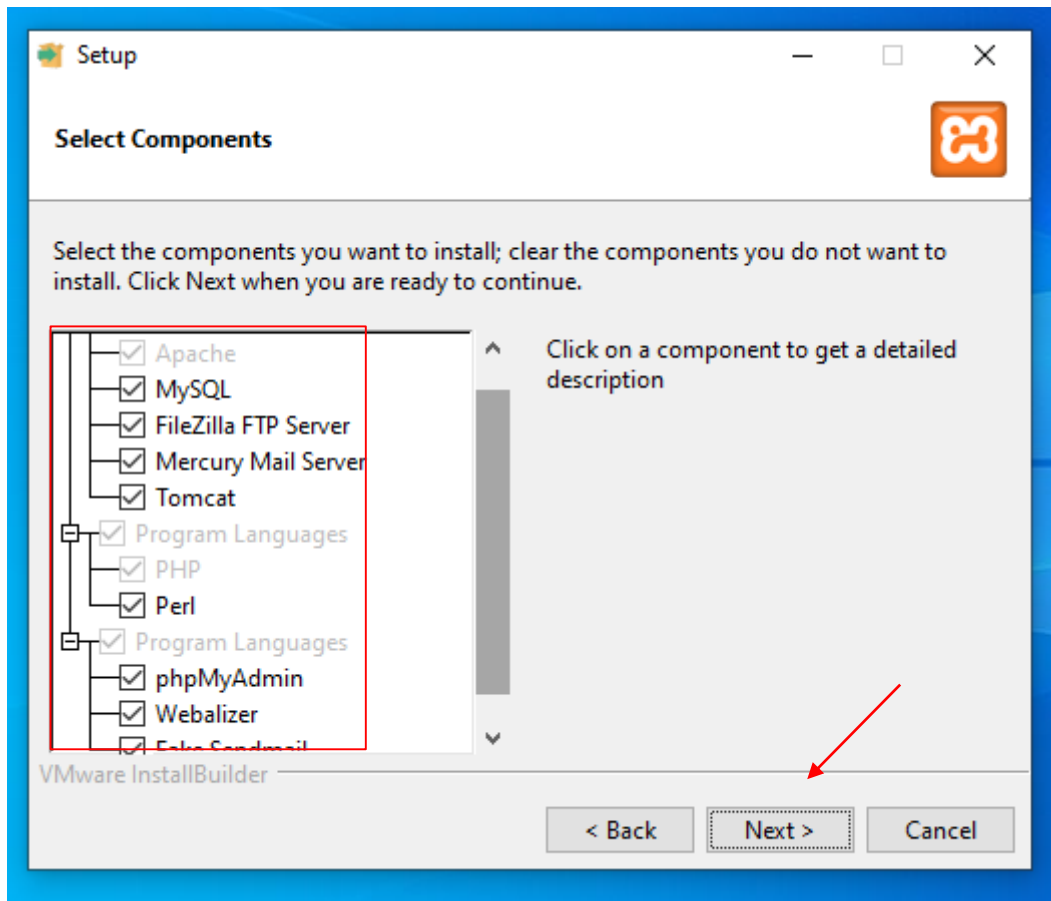 Setup
Select Components
Select the components you want to install; clear the components you do not want to
install. Click Next when you are ready to continue.
Apache
MySQL
FileZilla FTP Server
Mercury Mail Server
Tomcat
Program Languages
PHP
Perl
Program Languages
phpMyAdmin
Webalizer
Fake Sendmail
Click on a component to get a detailed
description
VMware InstallBuilder
< Back
Next >
Cancel